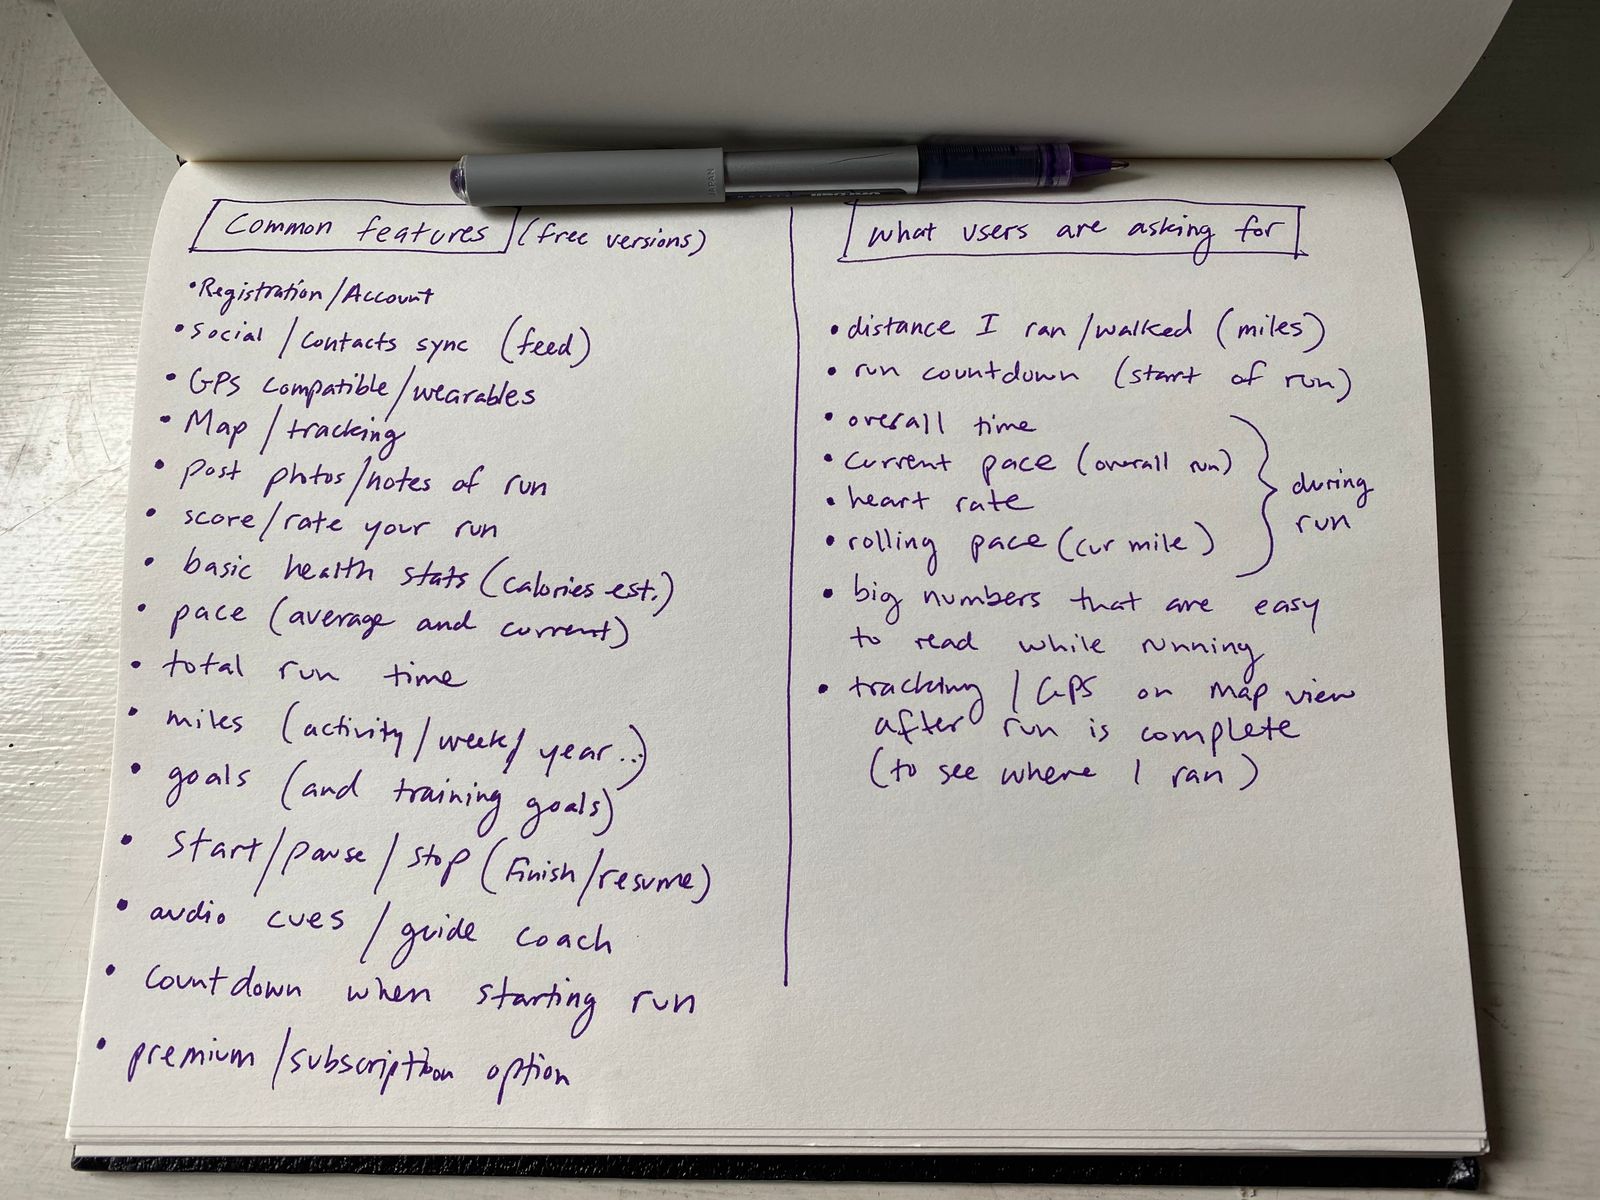 Common features (free versions)
• Registration/Account
• social/contacts sync (feed)
• GPS compatible/wearables
• Map/tracking
• post photos/notes of run
• score/rate your run
• basic health stats (calories est.)
• pace (average and current)
• total run time
• miles (activity/week/year...)
• goals (and training goals)
• start/pause/stop (finish/resume)
• audio cues/guide coach
• countdown when starting run
• premium/subscription option
what users are asking for
• distance I ran/walked (miles)
• run countdown (start of run)
• overall time
• current pace (overall run)
• heart rate
• rolling pace (cur mile)
during
run
• big numbers that are easy
to read while running
• tracking/GPS on map view
after run is complete
(to see where I ran)
JAPAN